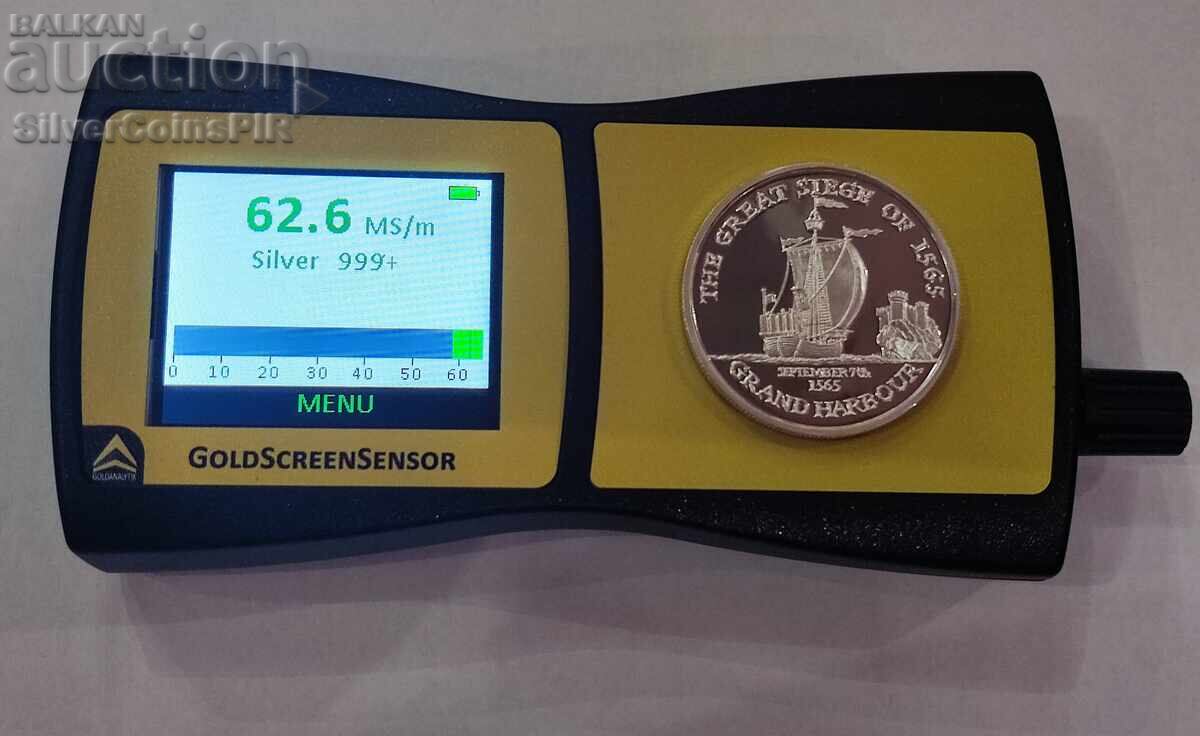 BALKAN
auction
SilverCoinsPIR
62.6 MS/m
Silver 999+
0 10 20 30 40 50 60
MENU
GOLDANALYTIX
GOLDSCREENSENSOR
THE GREAT SIEGE OF 1565
SEPTEMBER 7th
1565
GRAND HARBOUR